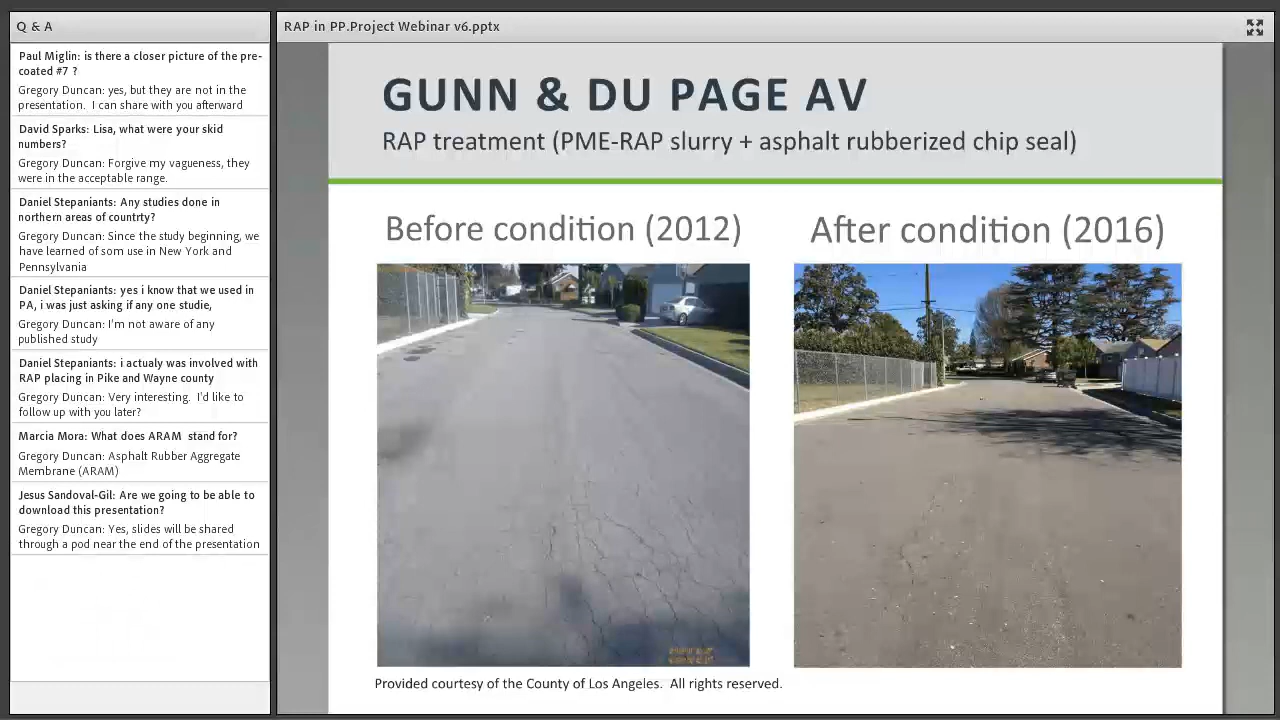 Q & A
Paul Miglin: is there a closer picture of the pre-
coated #7 ?
Gregory Duncan: yes, but they are not in the
presentation.  I can share with you afterward
David Sparks: Lisa, what were your skid
numbers?
Gregory Duncan: Forgive my vagueness, they
were in the acceptable range.
Daniel Stepaniants: Any studies done in
northern areas of countrty?
Gregory Duncan: Since the study beginning, we
have learned of som use in New York and
Pennsylvania
Daniel Stepaniants: yes i know that we used in
PA, i was just asking if any one studie,
Gregory Duncan: I'm not aware of any
published study
Daniel Stepaniants: i actualy was involved with
RAP placing in Pike and Wayne county
Gregory Duncan: Very interesting.  I'd like to
follow up with you later?
Marcia Mora: What does ARAM  stand for?
Gregory Duncan: Asphalt Rubber Aggregate
Membrane (ARAM)
Jesus Sandoval-Gil: Are we going to be able to
download this presentation?
Gregory Duncan: Yes, slides will be shared
through a pod near the end of the presentation
RAP in PP.Project Webinar v6.pptx
GUNN & DU PAGE AV
RAP treatment (PME-RAP slurry + asphalt rubberized chip seal)
Before condition (2012)
After condition (2016)
Provided courtesy of the County of Los Angeles.  All rights reserved.